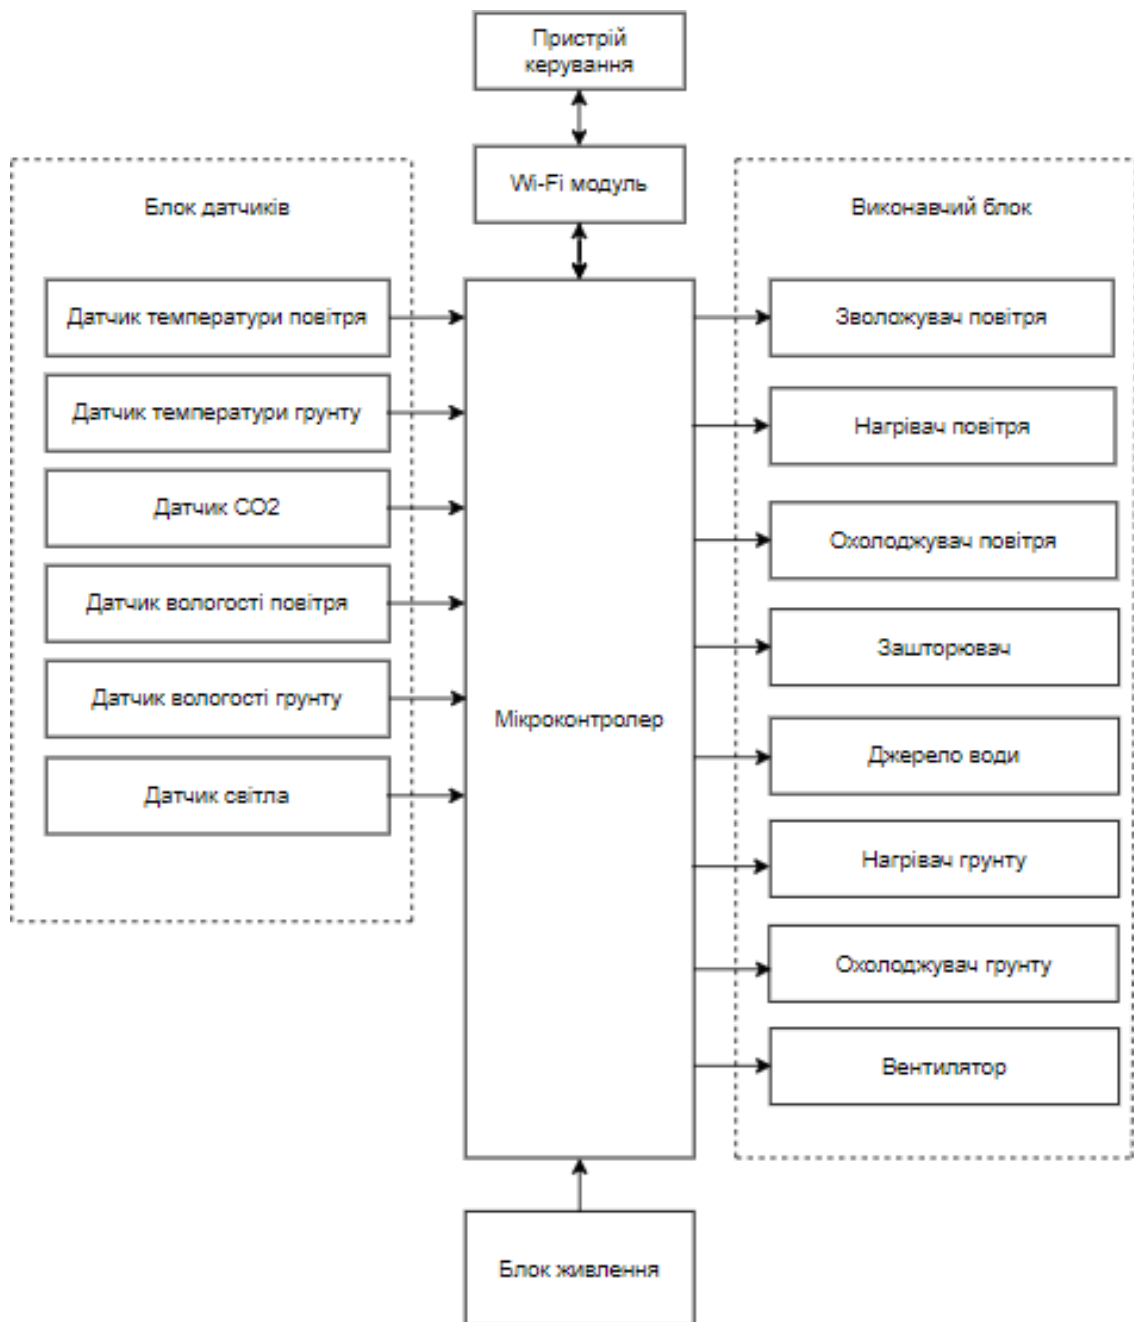 Пристрій
керування
Wi-Fi модуль
Блок датчиків
Датчик температури повітря
Датчик температури грунту
Датчик СО2
Датчик вологості повітря
Датчик вологості грунту
Датчик світла
Мікроконтролер
Виконавчий блок
Зволожувач повітря
Нагрівач повітря
Охолоджувач повітря
Зашторювач
Джерело води
Нагрівач грунту
Охолоджувач грунту
Вентилятор
Блок живлення